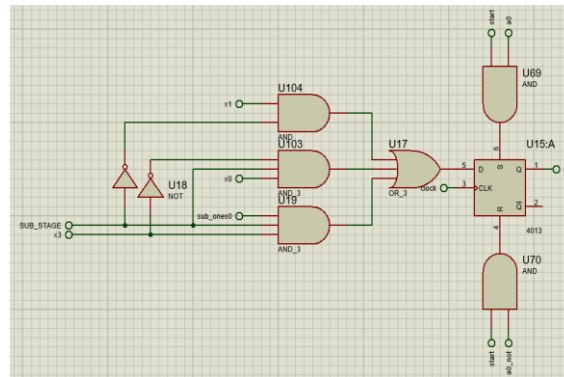 start
a0
U69
AND
U104
x1
AND
U103
x0
AND_3
U17
OR_3
clock
U15:A
5
3
6
4
1
2
D
S
Q
CLK
R
Q
4013
U18
NOT
U19
sub_ones0
AND_3
SUB_STAGE
x3
U70
AND
start
a0_not